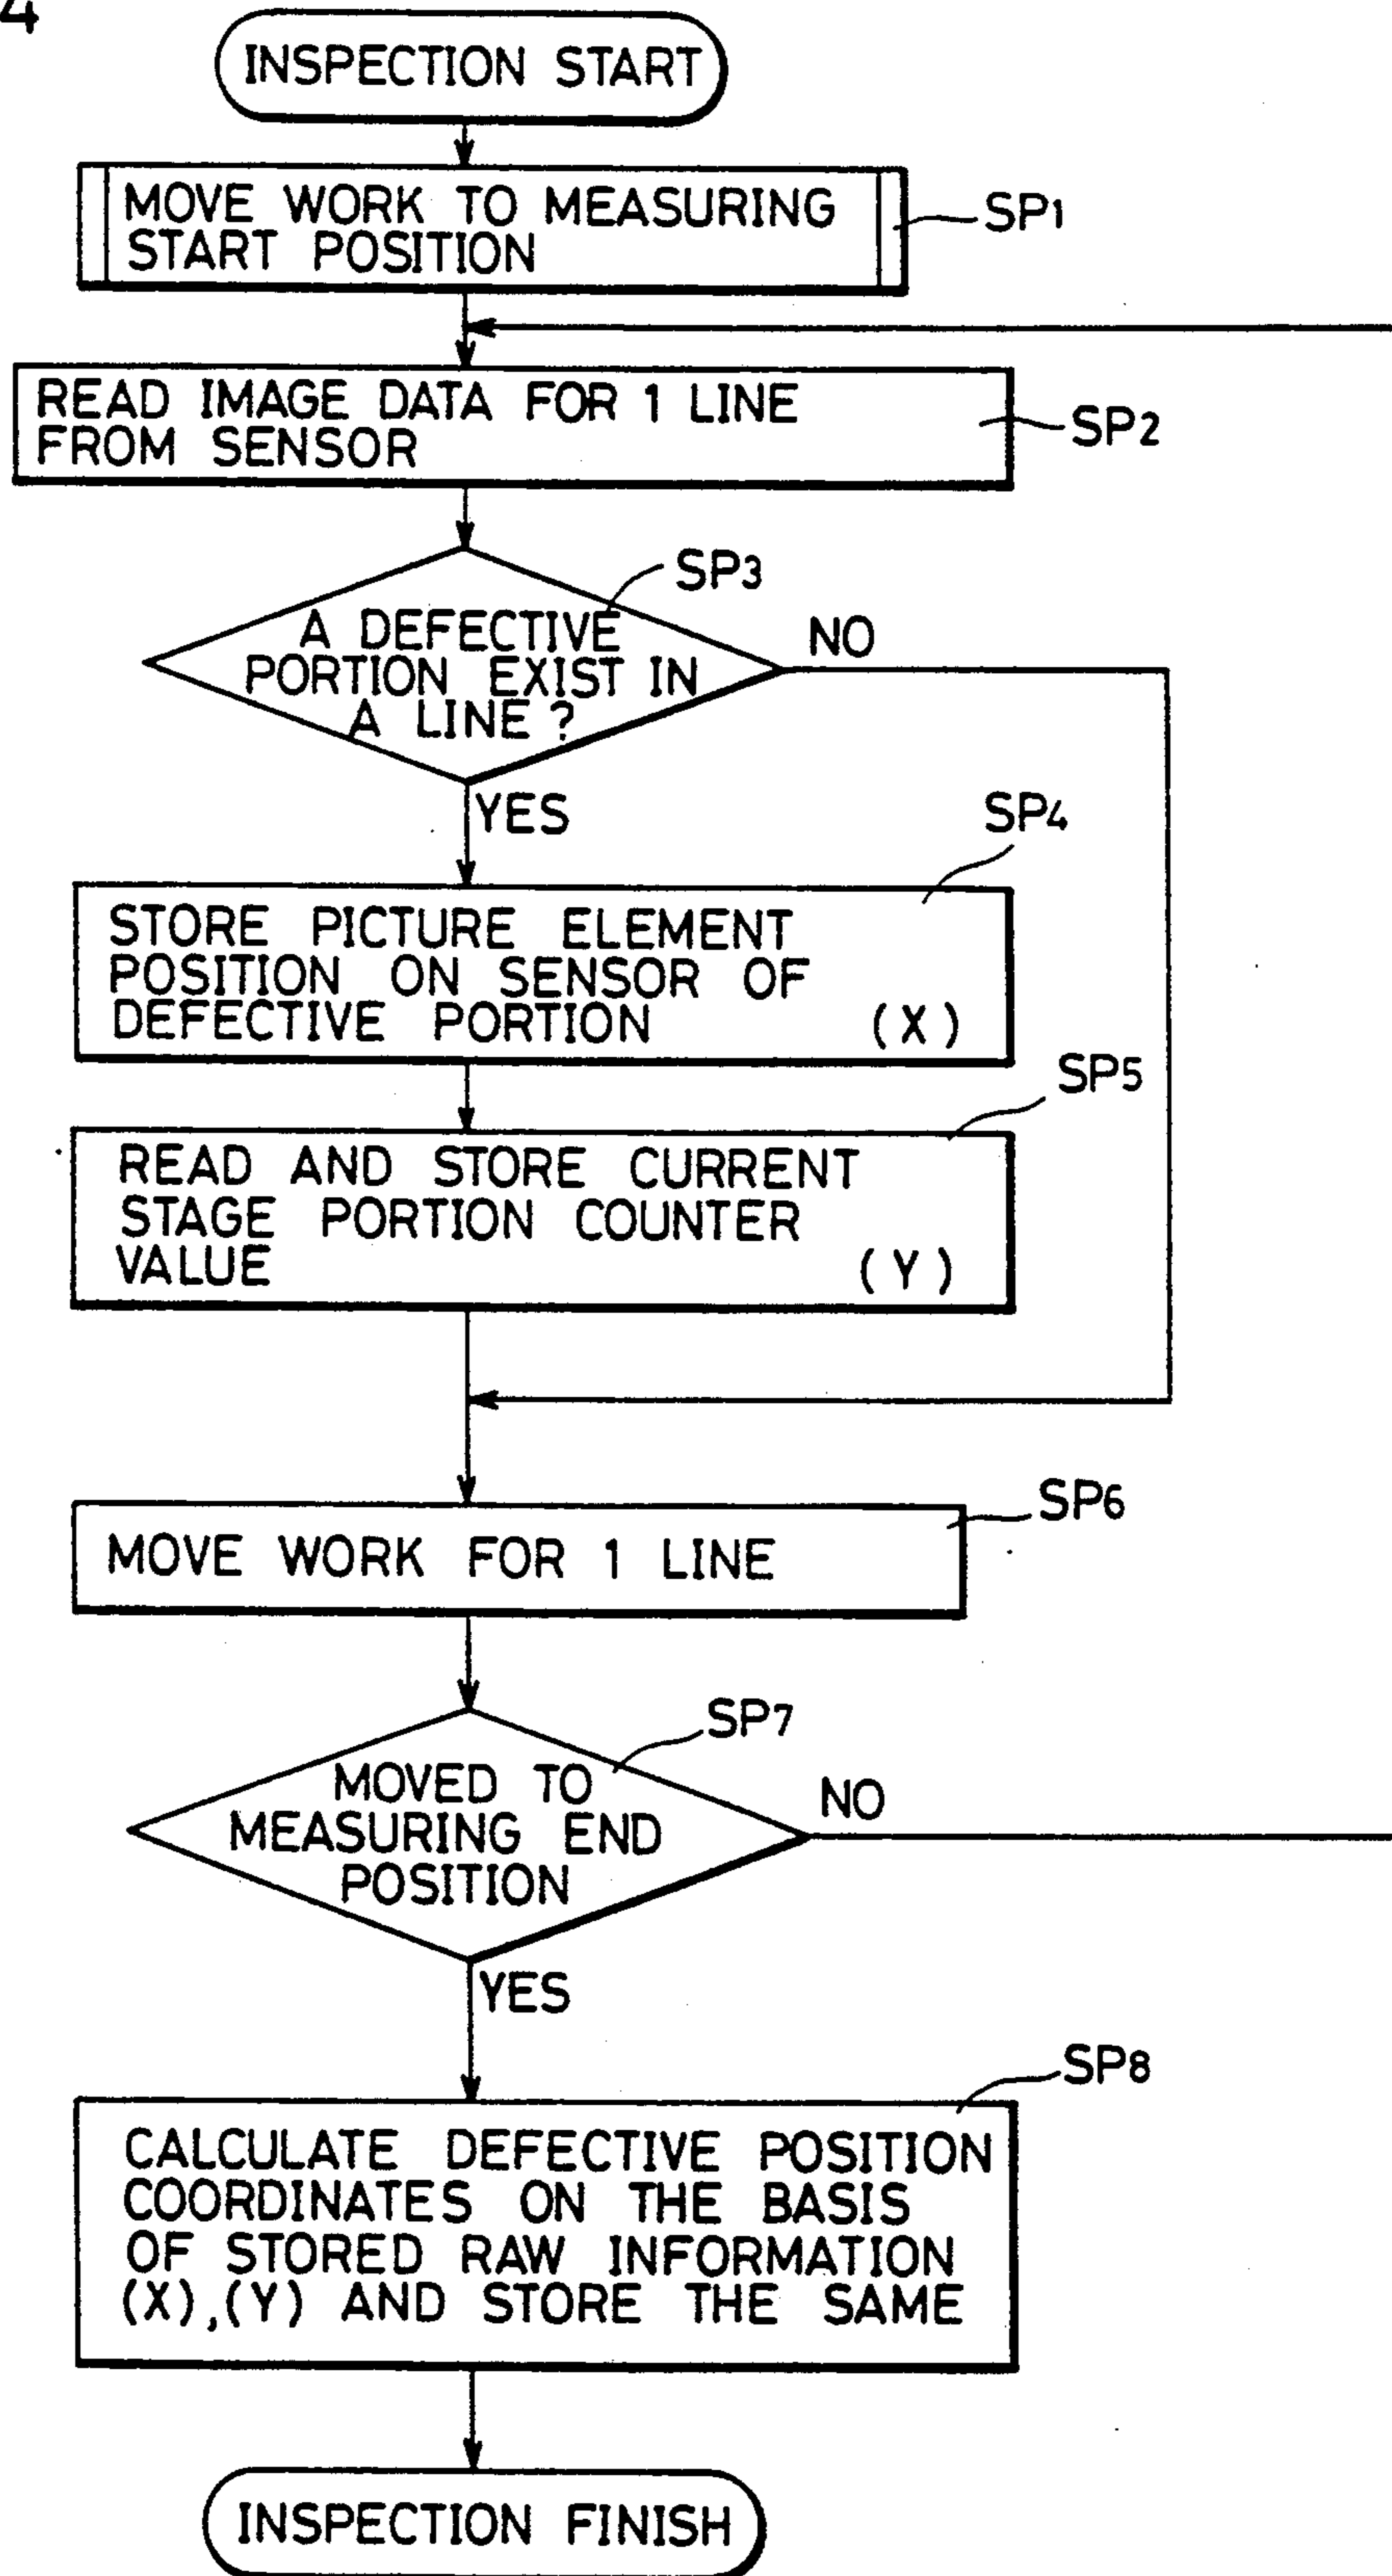 4
INSPECTION START
MOVE WORK TO MEASURING
START POSITION
SP1
READ IMAGE DATA FOR 1 LINE
FROM SENSOR
SP2
SP3
A DEFECTIVE
PORTION EXIST IN
A LINE ?
NO
YES
SP4
STORE PICTURE ELEMENT
POSITION ON SENSOR OF
DEFECTIVE PORTION (X)
SP5
READ AND STORE CURRENT
STAGE PORTION COUNTER
VALUE (Y)
SP6
MOVE WORK FOR 1 LINE
SP7
MOVED TO
MEASURING END
POSITION
NO
YES
SP8
CALCULATE DEFECTIVE POSITION
COORDINATES ON THE BASIS
OF STORED RAW INFORMATION
(X),(Y) AND STORE THE SAME
INSPECTION FINISH